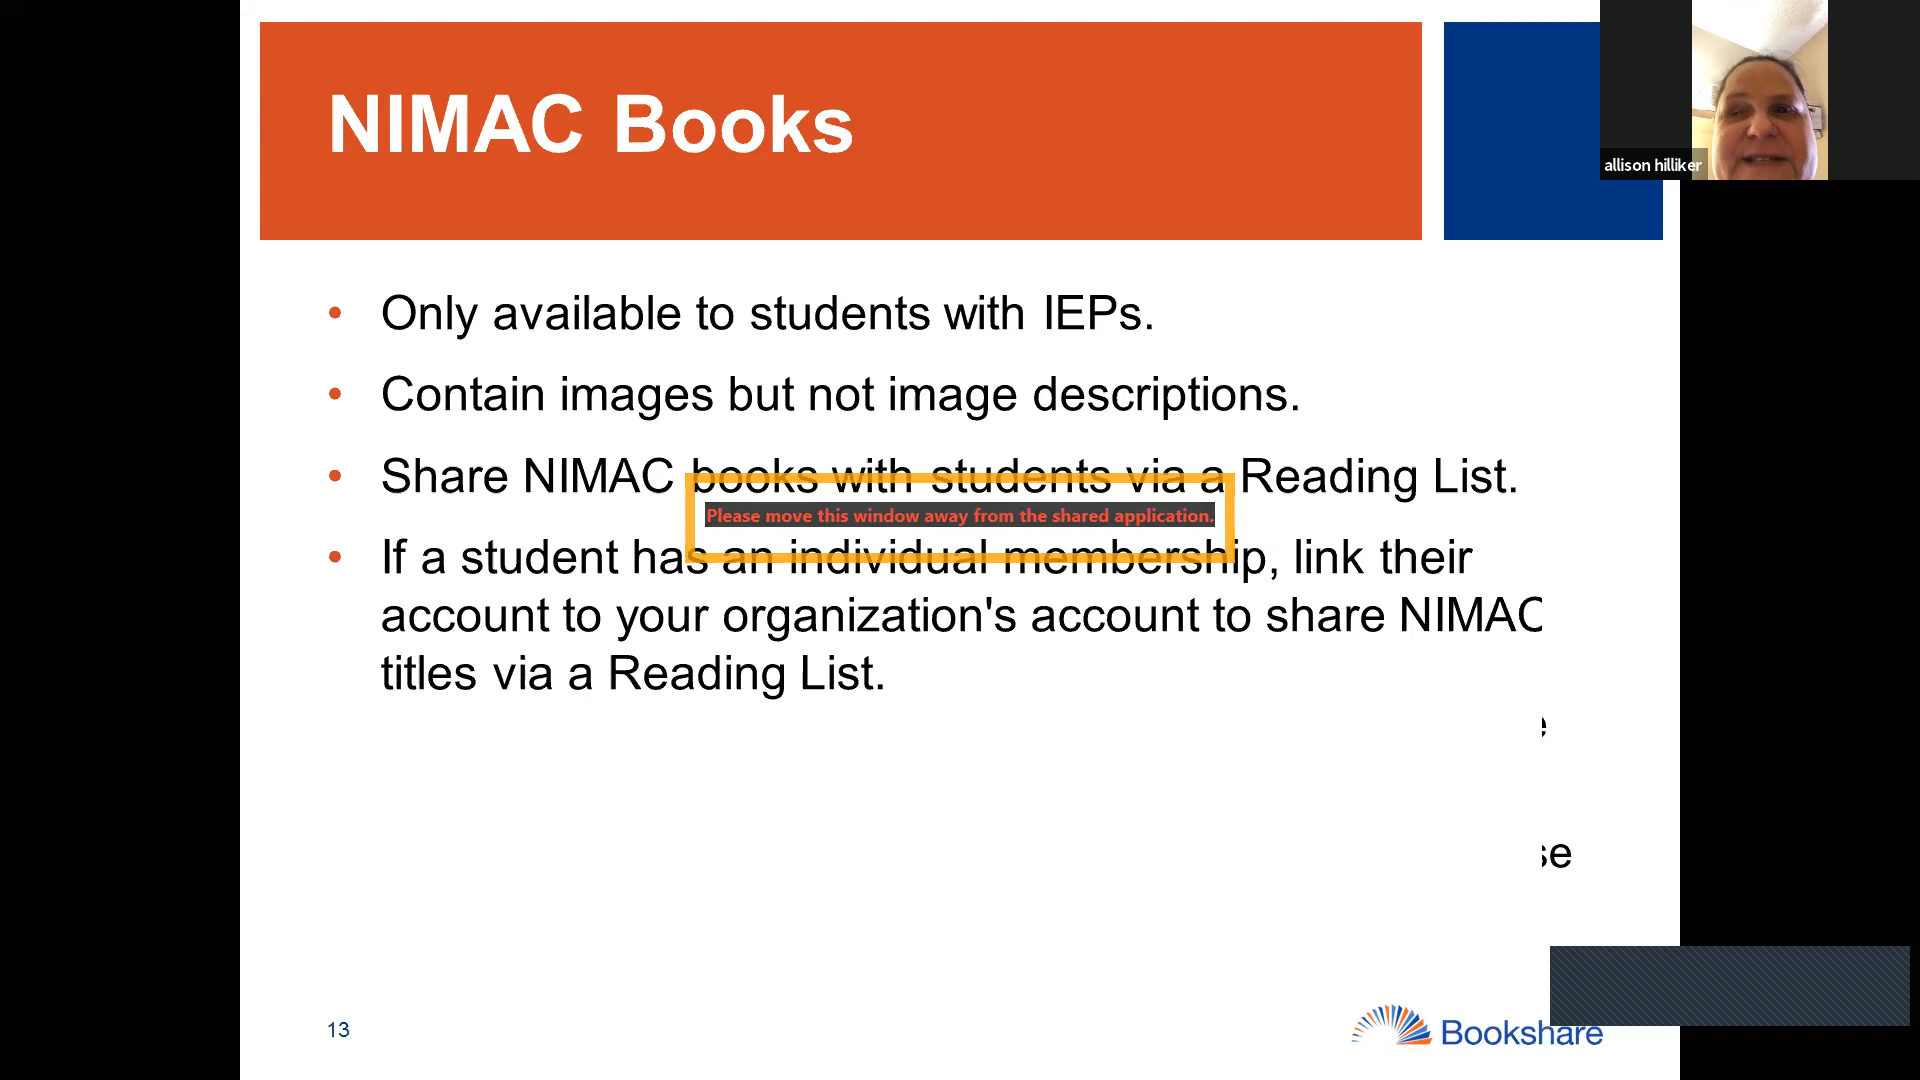 NIMAC Books
allison hilliker
• Only available to students with IEPs.
• Contain images but not image descriptions.
• Share NIMAC books with students via a Reading List.
Please move this window away from the shared application.
• If a student has an individual membership, link their
account to your organization's account to share NIMAC
titles via a Reading List.
13
Bookshare